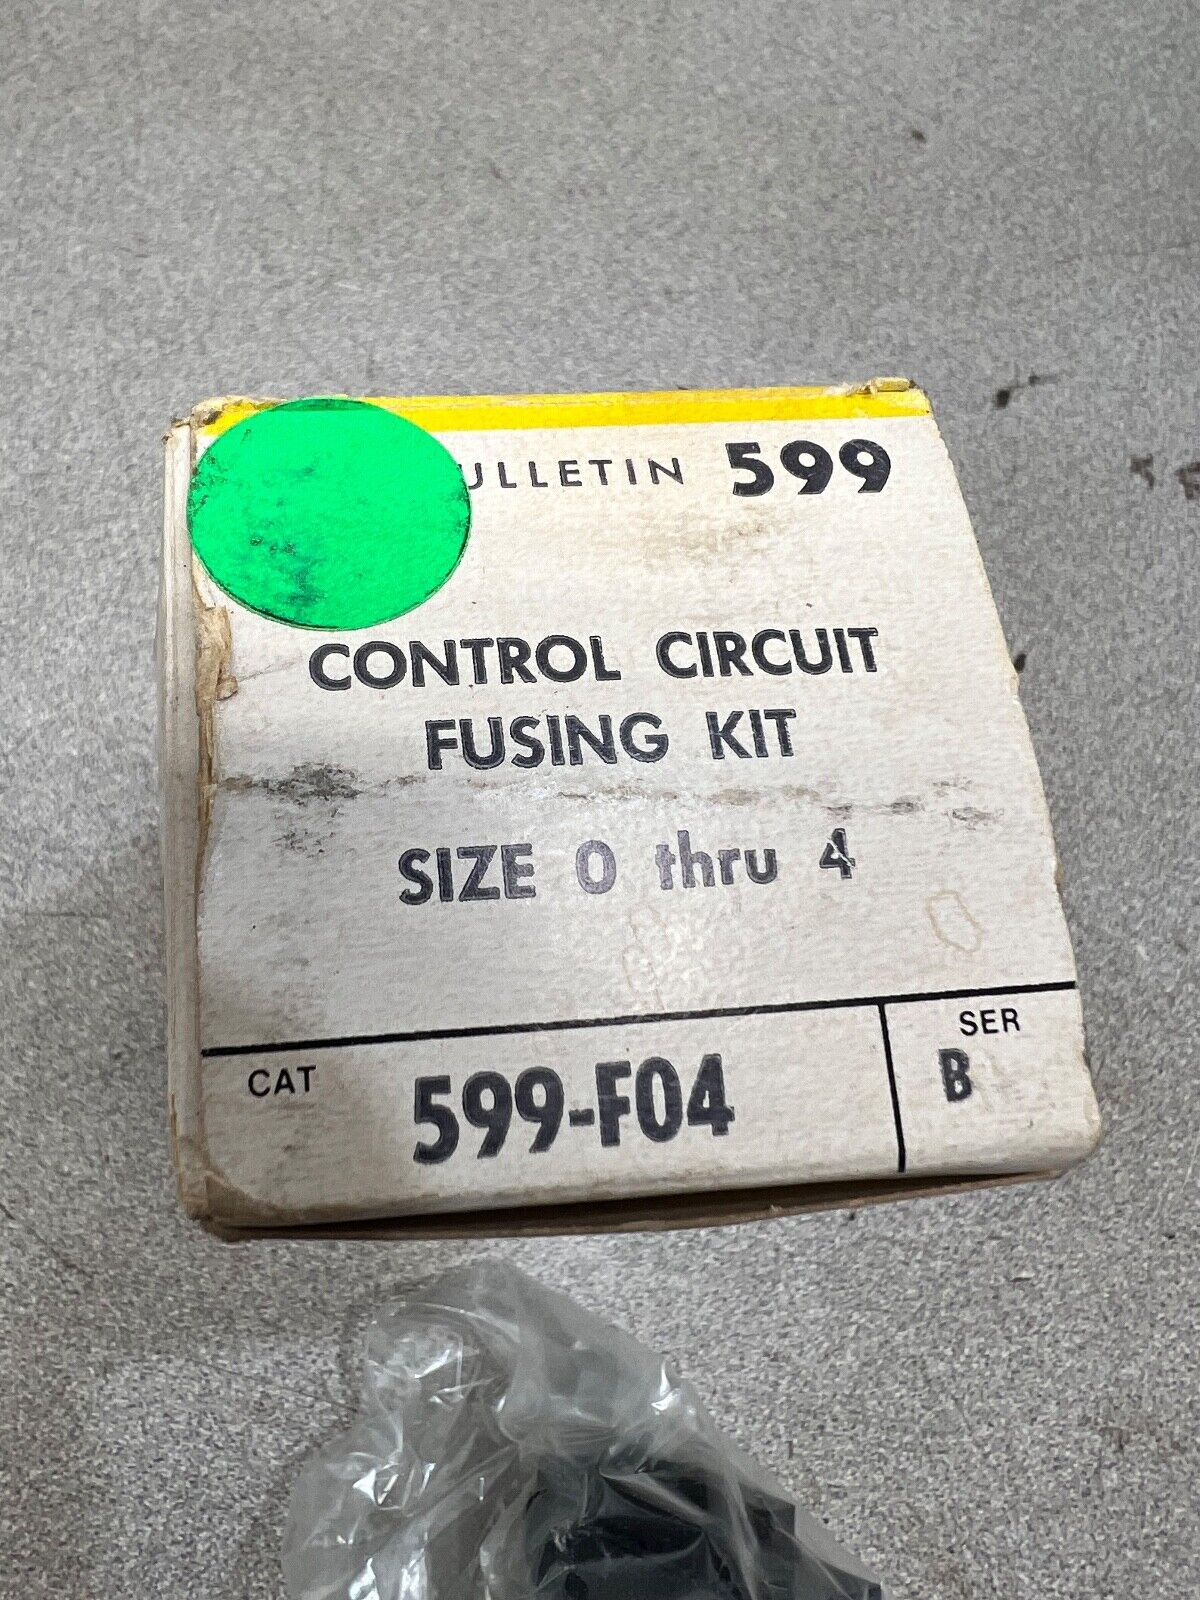 ULLETIN 599
CONTROL CIRCUIT
FUSING KIT
SIZE 0 thru 4
CAT 599-F04
SER B